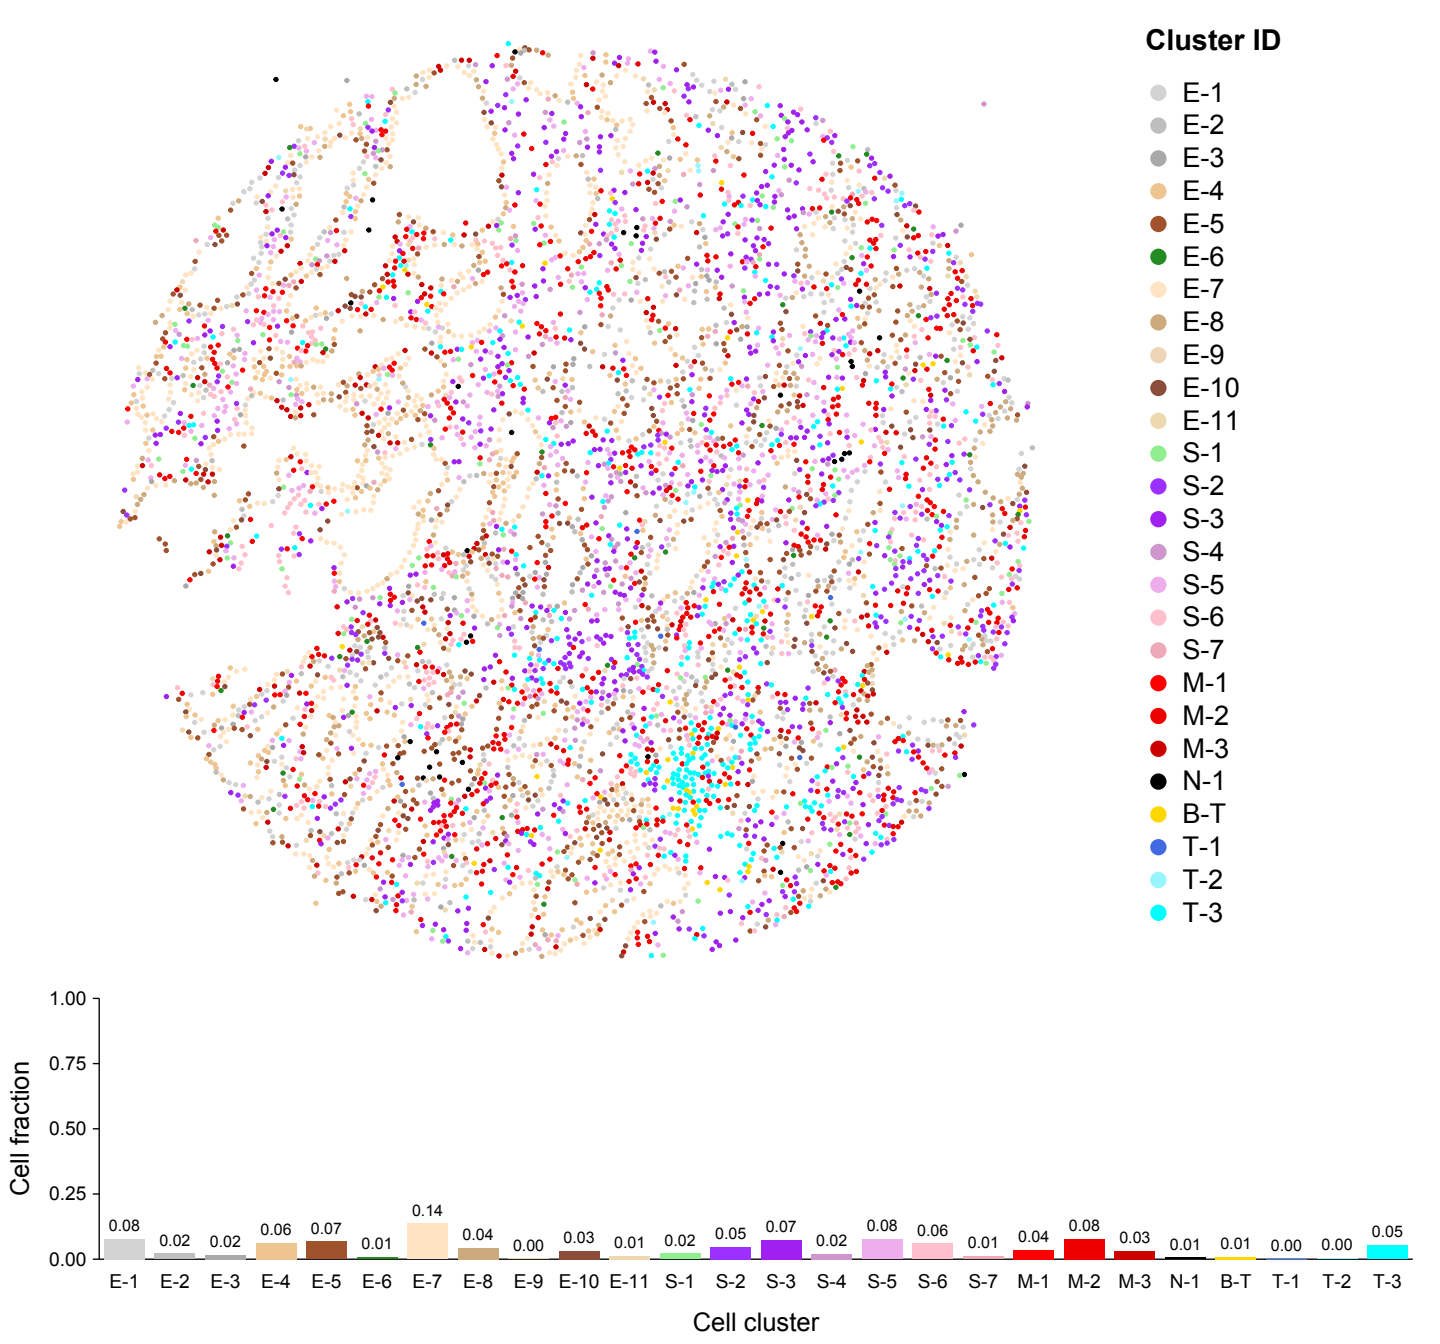 Cluster ID
E-1
E-2
E-3
E-4
E-5
E-6
E-7
E-8
E-9
E-10
E-11
S-1
S-2
S-3
S-4
S-5
S-6
S-7
M-1
M-2
M-3
N-1
B-T
T-1
T-2
T-3
Cell fraction
1.00
0.75
0.50
0.25
0.00
0.08 0.02 0.02 0.06 0.07 0.01 0.14 0.04 0.00 0.03 0.01 0.02 0.05 0.07 0.02 0.08 0.06 0.01 0.04 0.08 0.03 0.01 0.01 0.00 0.00 0.05
E-1 E-2 E-3 E-4 E-5 E-6 E-7 E-8 E-9 E-10 E-11 S-1 S-2 S-3 S-4 S-5 S-6 S-7 M-1 M-2 M-3 N-1 B-T T-1 T-2 T-3
Cell cluster